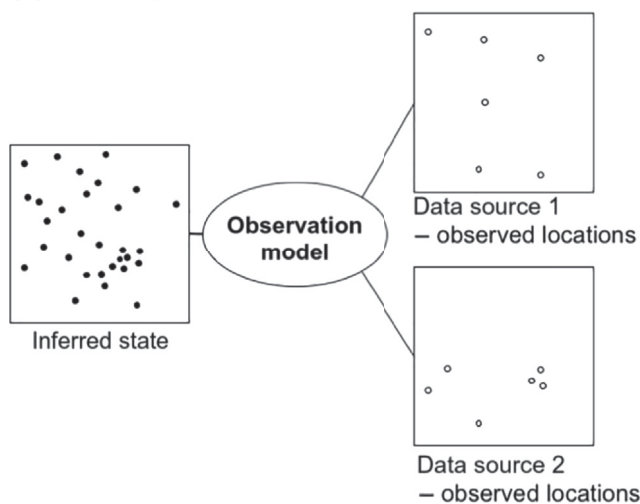 Observation
model
Inferred state
Data source 1
– observed locations
Data source 2
– observed locations